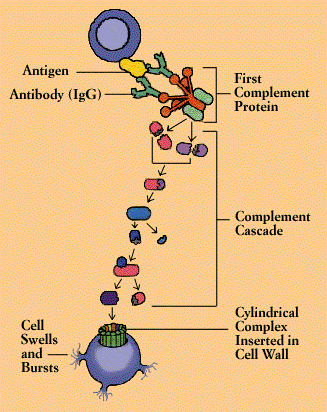 Antigen
Antibody (IgG)
First
Complement
Protein
Complement
Cascade
Cylindrical
Complex
Inserted in
Cell Wall
Cell
Swells
and
Bursts